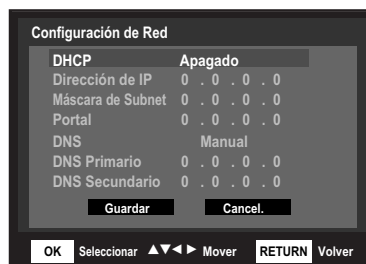 Configuración de Red
DHCP Apagado
Dirección de IP 0 . 0 . 0 . 0
Máscara de Subnet 0 . 0 . 0 . 0
Portal 0 . 0 . 0 . 0
DNS Manual
DNS Primario 0 . 0 . 0 . 0
DNS Secundario 0 . 0 . 0 . 0
Guardar Cancel.
OK Seleccionar ▲▼◄► Mover RETURN Volver